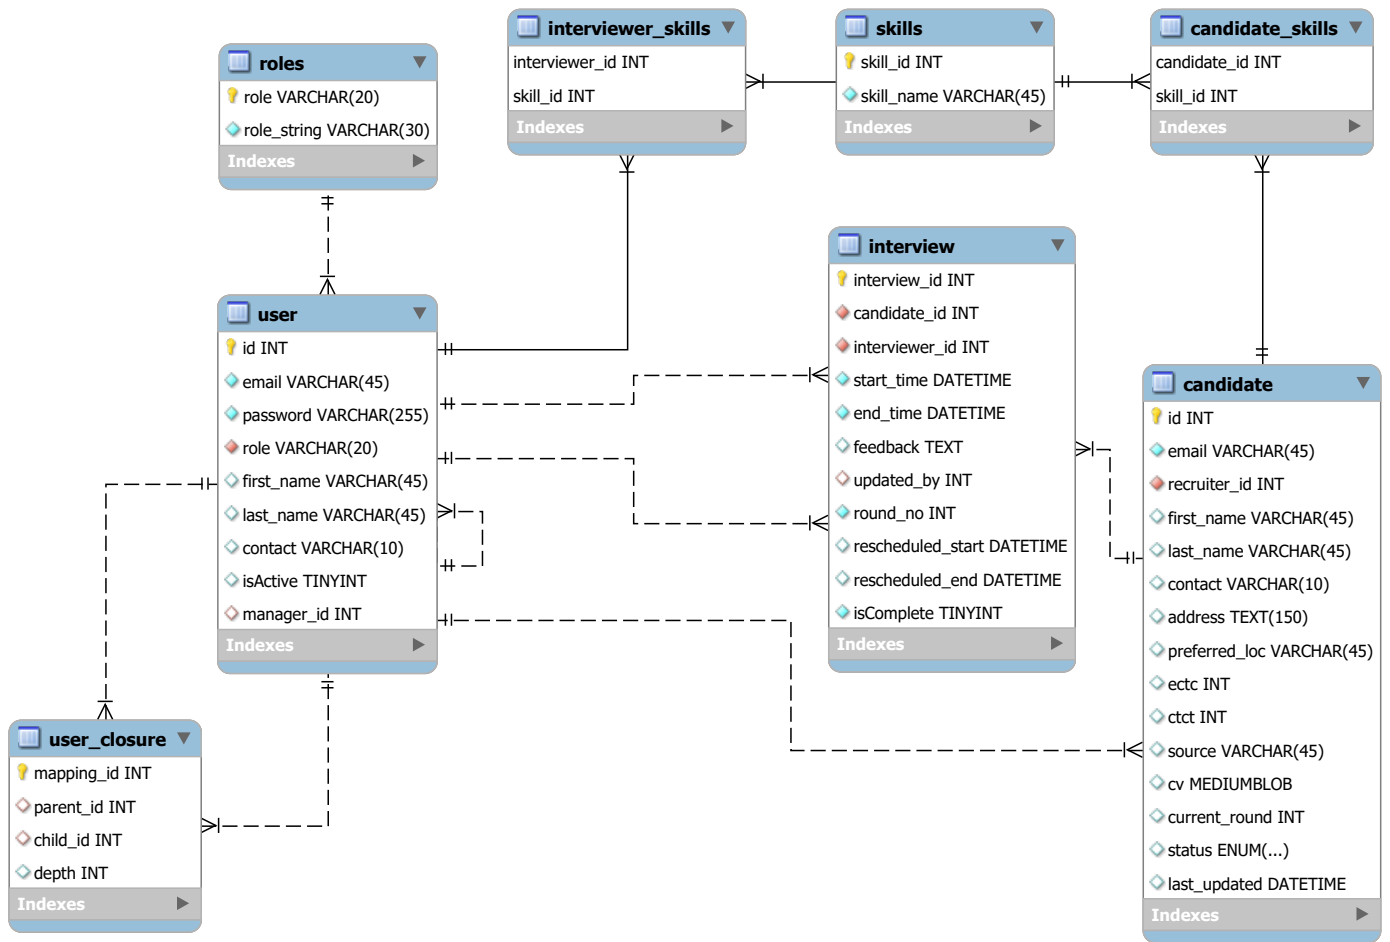 roles
role VARCHAR(20)
role_string VARCHAR(30)
Indexes
interviewer_skills
interviewer_id INT
skill_id INT
Indexes
skills
skill_id INT
skill_name VARCHAR(45)
Indexes
candidate_skills
candidate_id INT
skill_id INT
Indexes
user
id INT
email VARCHAR(45)
password VARCHAR(255)
role VARCHAR(20)
first_name VARCHAR(45)
last_name VARCHAR(45)
contact VARCHAR(10)
isActive TINYINT
manager_id INT
Indexes
interview
interview_id INT
candidate_id INT
interviewer_id INT
start_time DATETIME
end_time DATETIME
feedback TEXT
updated_by INT
round_no INT
rescheduled_start DATETIME
rescheduled_end DATETIME
isComplete TINYINT
Indexes
candidate
id INT
email VARCHAR(45)
recruiter_id INT
first_name VARCHAR(45)
last_name VARCHAR(45)
contact VARCHAR(10)
address TEXT(150)
preferred_loc VARCHAR(45)
ectc INT
ctct INT
source VARCHAR(45)
cv MEDIUMBLOB
current_round INT
status ENUM(...)
last_updated DATETIME
Indexes
user_closure
mapping_id INT
parent_id INT
child_id INT
depth INT
Indexes